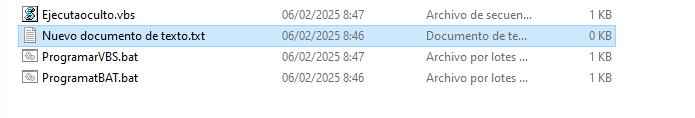 Ejecutaoculto.vbs 06/02/2025 8:47 Archivo de secuen... 1 KB
Nuevo documento de texto.txt 06/02/2025 8:46 Documento de te... 0 KB
ProgramarVBS.bat 06/02/2025 8:47 Archivo por lotes ... 1 KB
ProgramatBAT.bat 06/02/2025 8:46 Archivo por lotes ... 1 KB